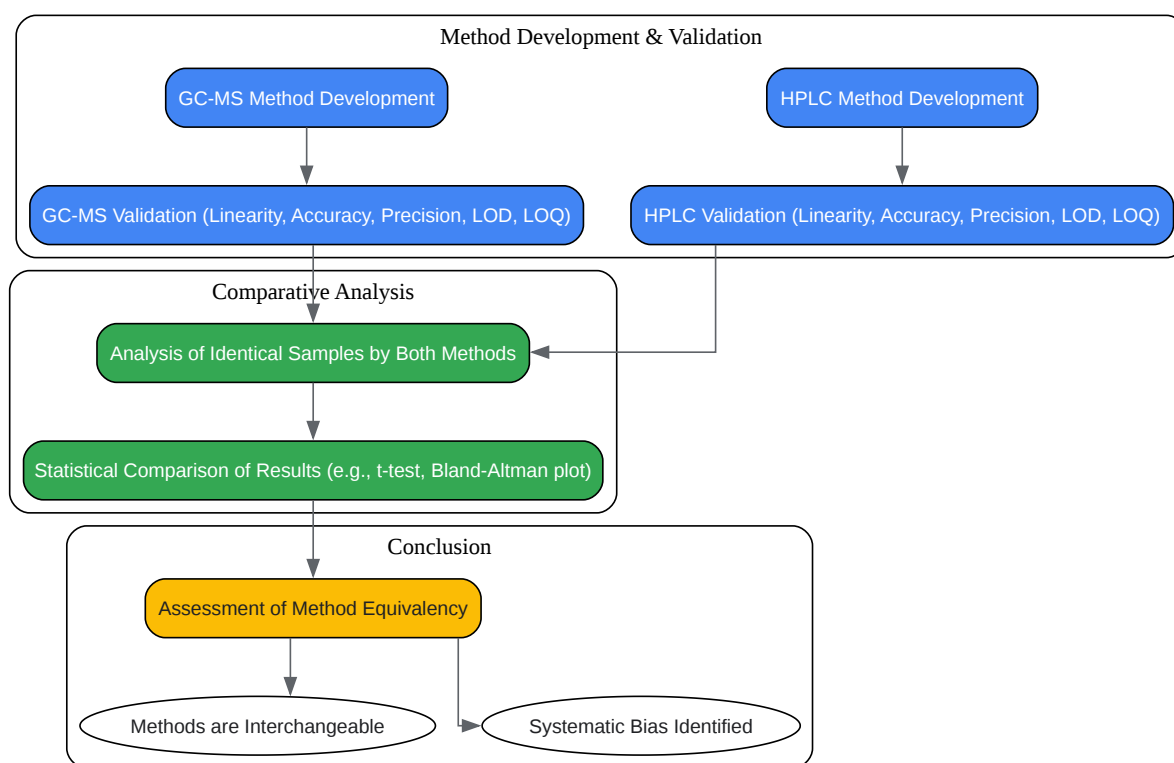 Method Development & Validation
GC-MS Method Development
HPLC Method Development
GC-MS Validation (Linearity, Accuracy, Precision, LOD, LOQ)
HPLC Validation (Linearity, Accuracy, Precision, LOD, LOQ)
Comparative Analysis
Analysis of Identical Samples by Both Methods
Statistical Comparison of Results (e.g., t-test, Bland-Altman plot)
Conclusion
Assessment of Method Equivalency
Methods are Interchangeable
Systematic Bias Identified